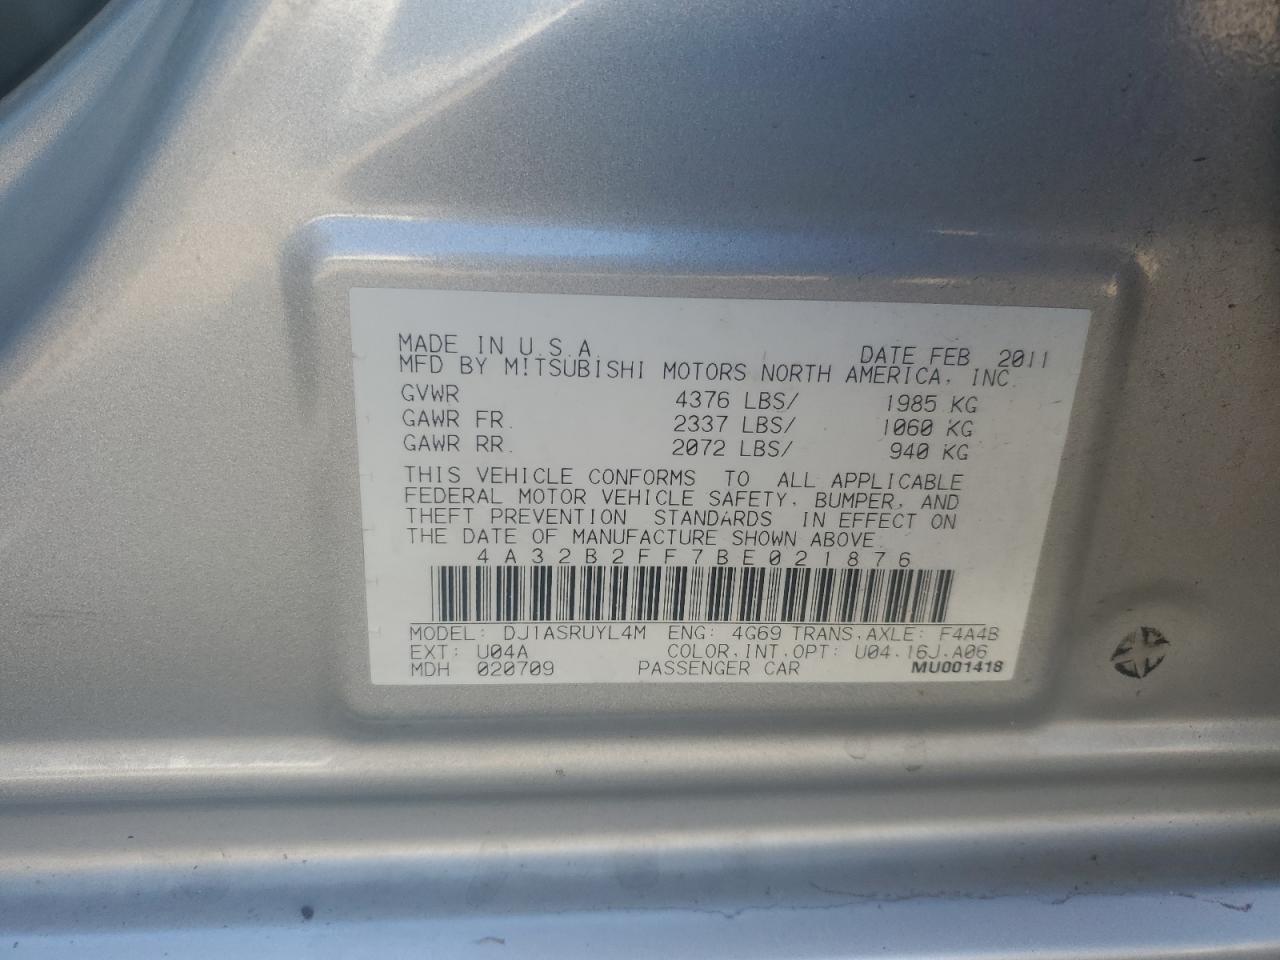 MADE IN U.S.A. DATE FEB 2011
MFD BY MITSUBISHI MOTORS NORTH AMERICA, INC.
GVWR 4376 LBS/ 1985 KG
GAWR FR. 2337 LBS/ 1060 KG
GAWR RR. 2072 LBS/ 940 KG
THIS VEHICLE CONFORMS TO ALL APPLICABLE
FEDERAL MOTOR VEHICLE SAFETY, BUMPER, AND
THEFT PREVENTION STANDARDS IN EFFECT ON
THE DATE OF MANUFACTURE SHOWN ABOVE.
4A32B2FF7BE021876
MODEL: DJ1ASRUYL4M ENG: 4G69 TRANS.AXLE: F4A4B
EXT: U04A COLOR.INT.OPT: U04.16J.A06
MDH 020709 PASSENGER CAR MU001418